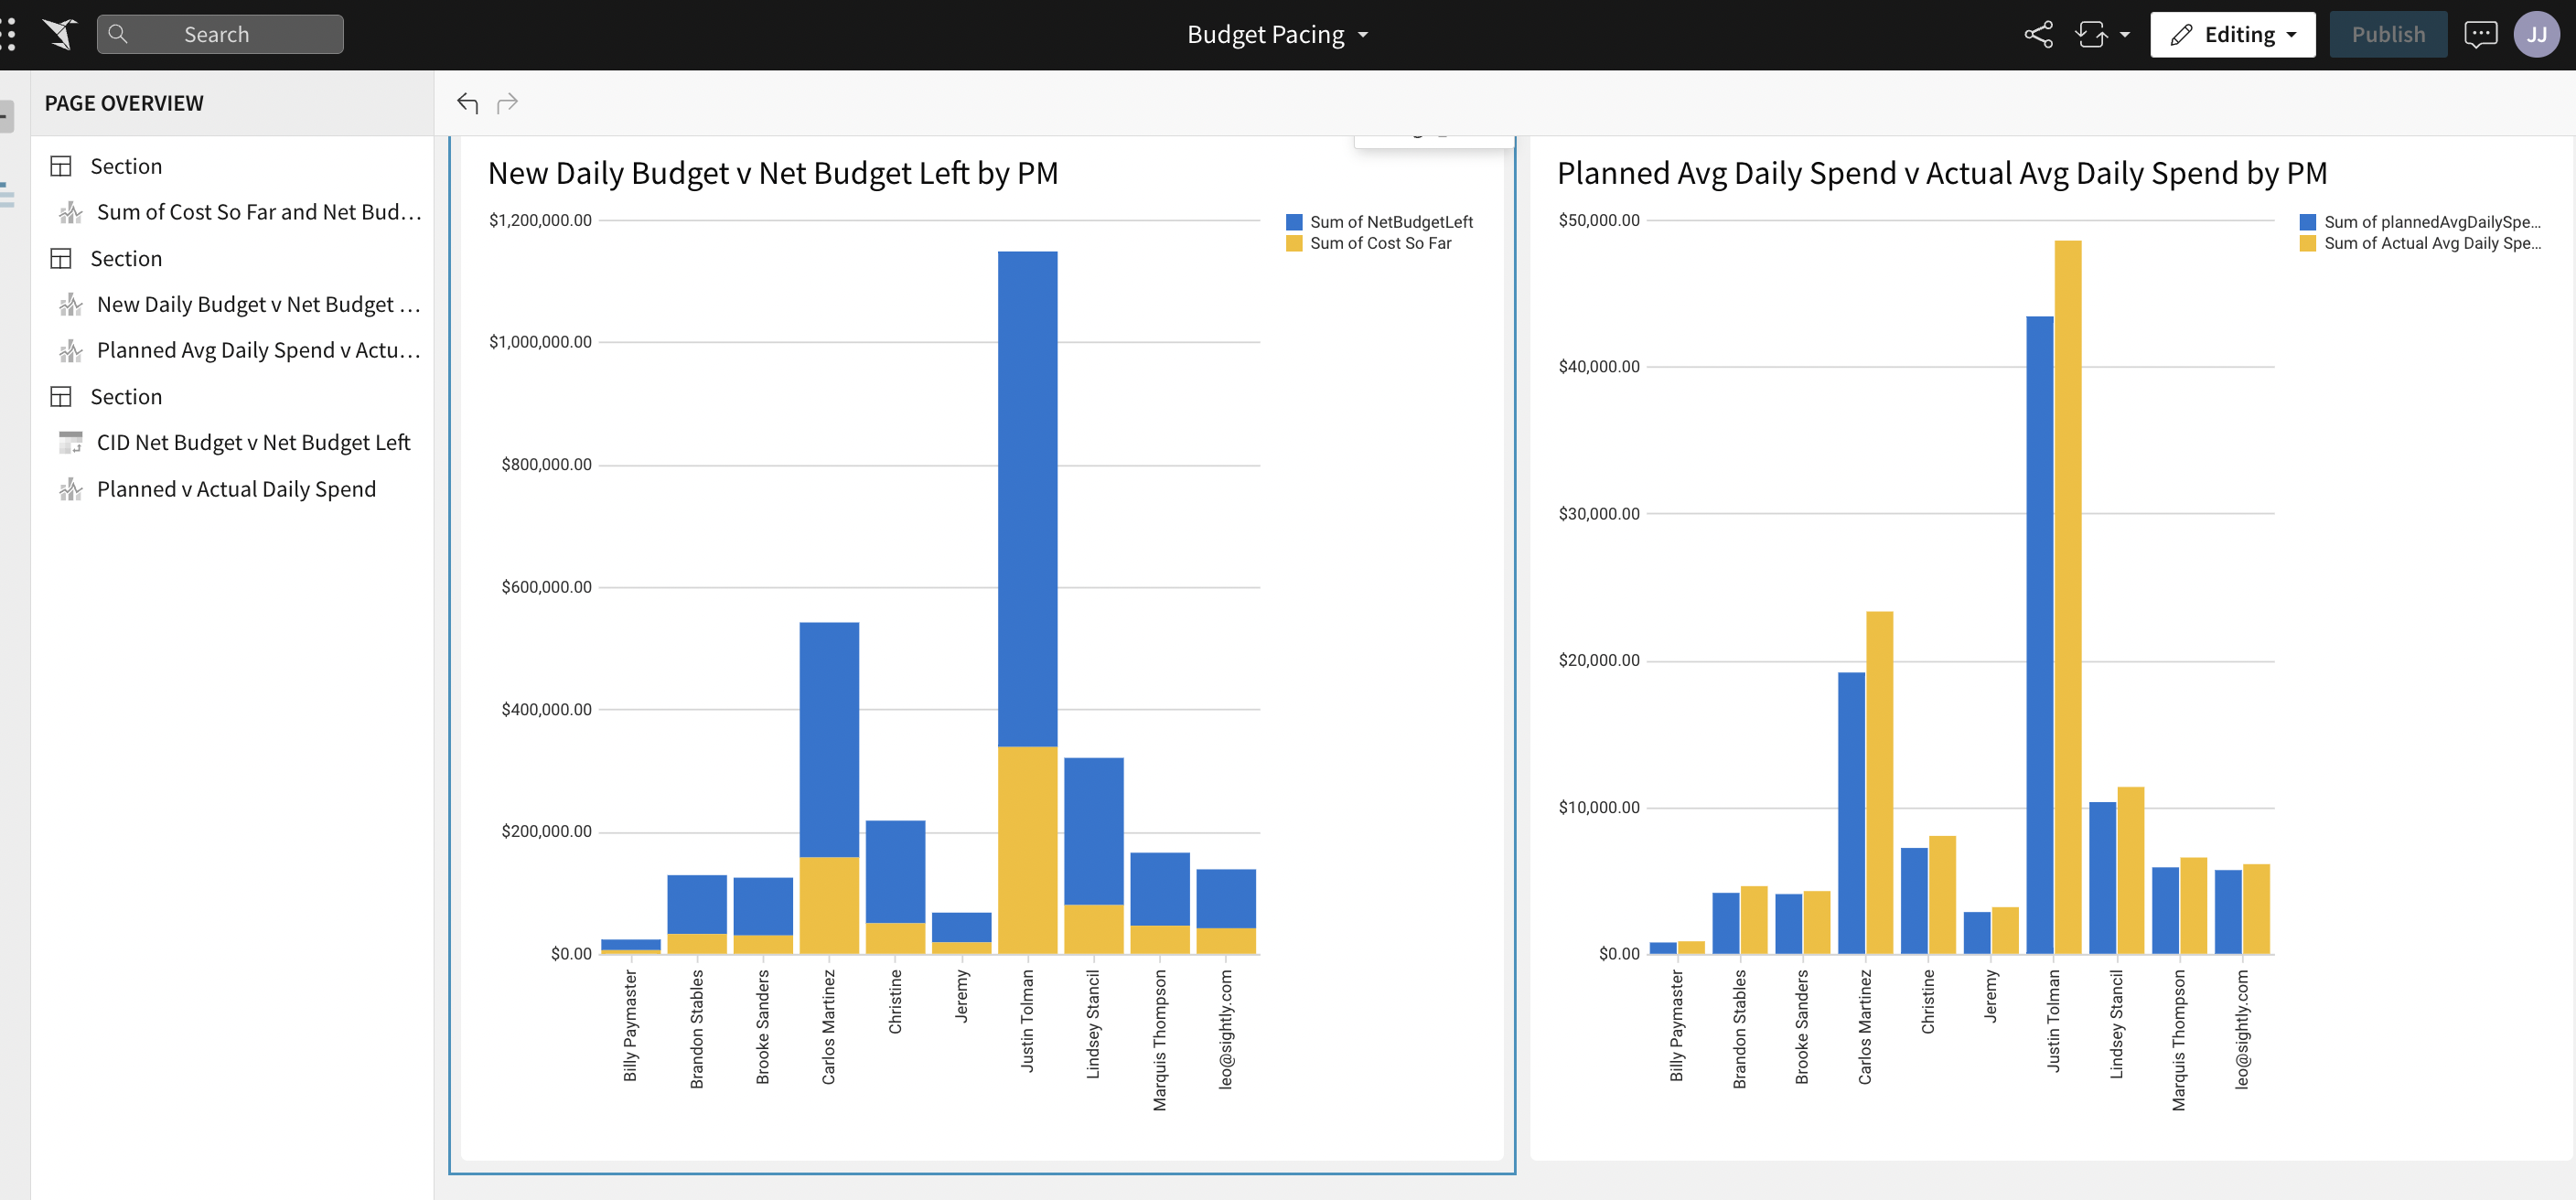 Search
Budget Pacing
Editing
Publish
JJ
PAGE OVERVIEW
Section
Sum of Cost So Far and Net Bud...
Section
New Daily Budget v Net Budget ...
Planned Avg Daily Spend v Actu...
Section
CID Net Budget v Net Budget Left
Planned v Actual Daily Spend
New Daily Budget v Net Budget Left by PM
Sum of NetBudgetLeft
Sum of Cost So Far
$1,200,000.00
$1,000,000.00
$800,000.00
$600,000.00
$400,000.00
$200,000.00
$0.00
Billy Paymaster
Brandon Stables
Brooke Sanders
Carlos Martinez
Christine
Jeremy
Justin Tolman
Lindsey Stancil
Marquis Thompson
leo@sightly.com
Planned Avg Daily Spend v Actual Avg Daily Spend by PM
Sum of plannedAvgDailySpe...
Sum of Actual Avg Daily Spe...
$50,000.00
$40,000.00
$30,000.00
$20,000.00
$10,000.00
$0.00
Billy Paymaster
Brandon Stables
Brooke Sanders
Carlos Martinez
Christine
Jeremy
Justin Tolman
Lindsey Stancil
Marquis Thompson
leo@sightly.com